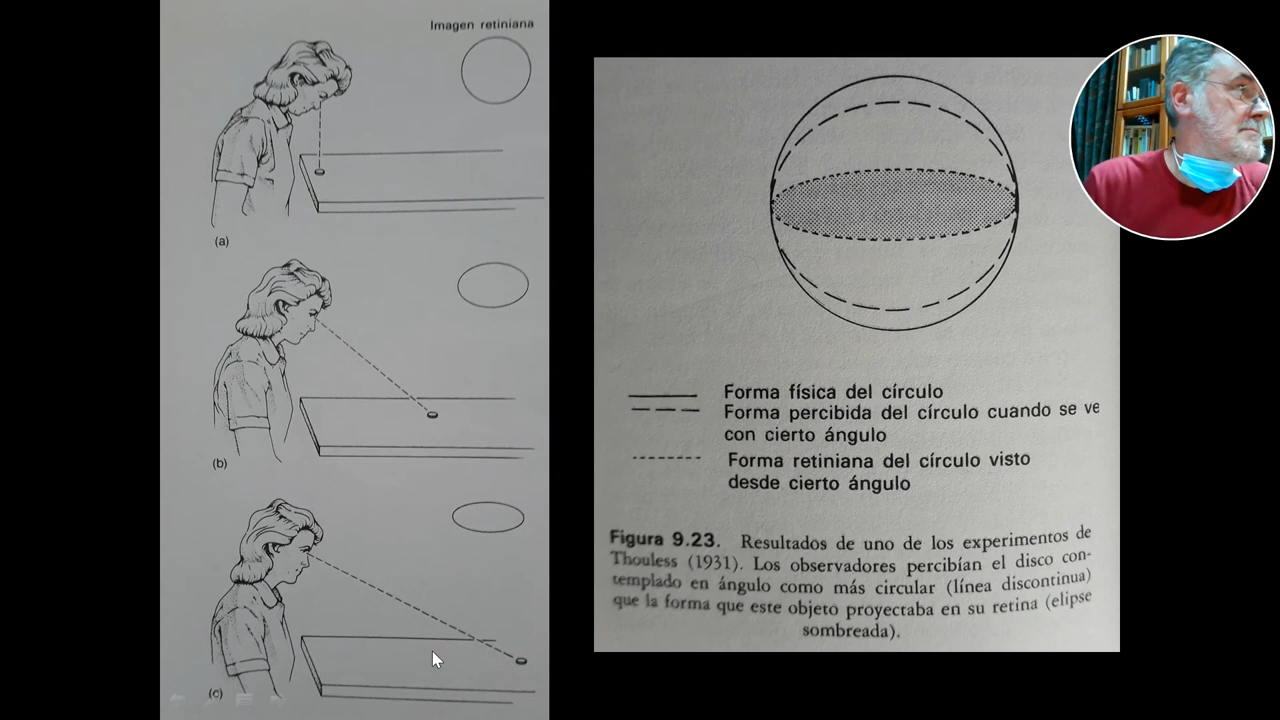 Imagen retiniana
(a)
(b)
(c)
Forma física del círculo
Forma percibida del círculo cuando se ve
con cierto ángulo
Forma retiniana del círculo visto
desde cierto ángulo
Figura 9.23. Resultados de uno de los experimentos de
Thouless (1931). Los observadores percibían el disco con-
templado en ángulo como más circular (línea discontinua)
que la forma que este objeto proyectaba en su retina (elipse
sombreada).